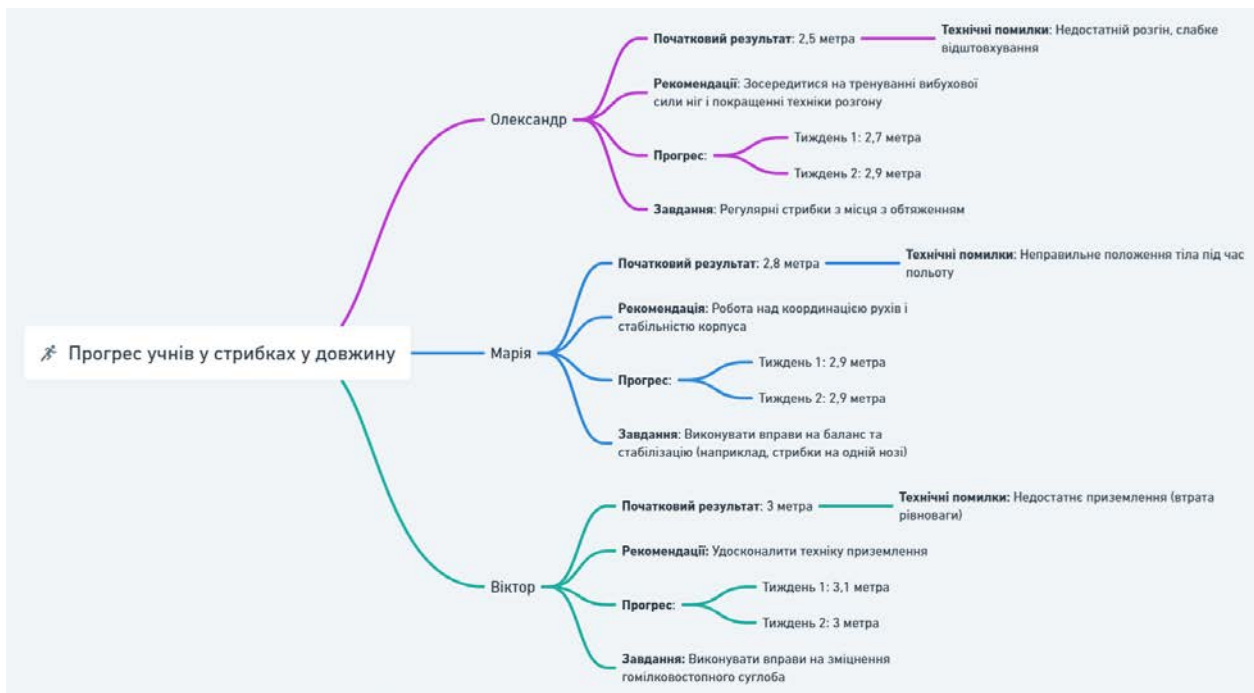 Прогрес учнів у стрибках у довжину
Олександр
Початковий результат: 2,5 метра
Технічні помилки: Недостатній розгін, слабке
відштовхування
Рекомендації: Зосередитися на тренуванні вибухової
сили ніг і покращенні техніки розгону
Прогрес:
Тиждень 1: 2,7 метра
Тиждень 2: 2,9 метра
Завдання: Регулярні стрибки з місця з обтяженням
Марія
Початковий результат: 2,8 метра
Технічні помилки: Неправильне положення тіла під час
польоту
Рекомендація: Робота над координацією рухів і
стабільністю корпуса
Прогрес:
Тиждень 1: 2,9 метра
Тиждень 2: 2,9 метра
Завдання: Виконувати вправи на баланс та
стабілізацію (наприклад, стрибки на одній нозі)
Віктор
Початковий результат: 3 метра
Технічні помилки: Недостатнє приземлення (втрата
рівноваги)
Рекомендації: Удосконалити техніку приземлення
Прогрес:
Тиждень 1: 3,1 метра
Тиждень 2: 3 метра
Завдання: Виконувати вправи на зміцнення
гомілковостопного суглоба